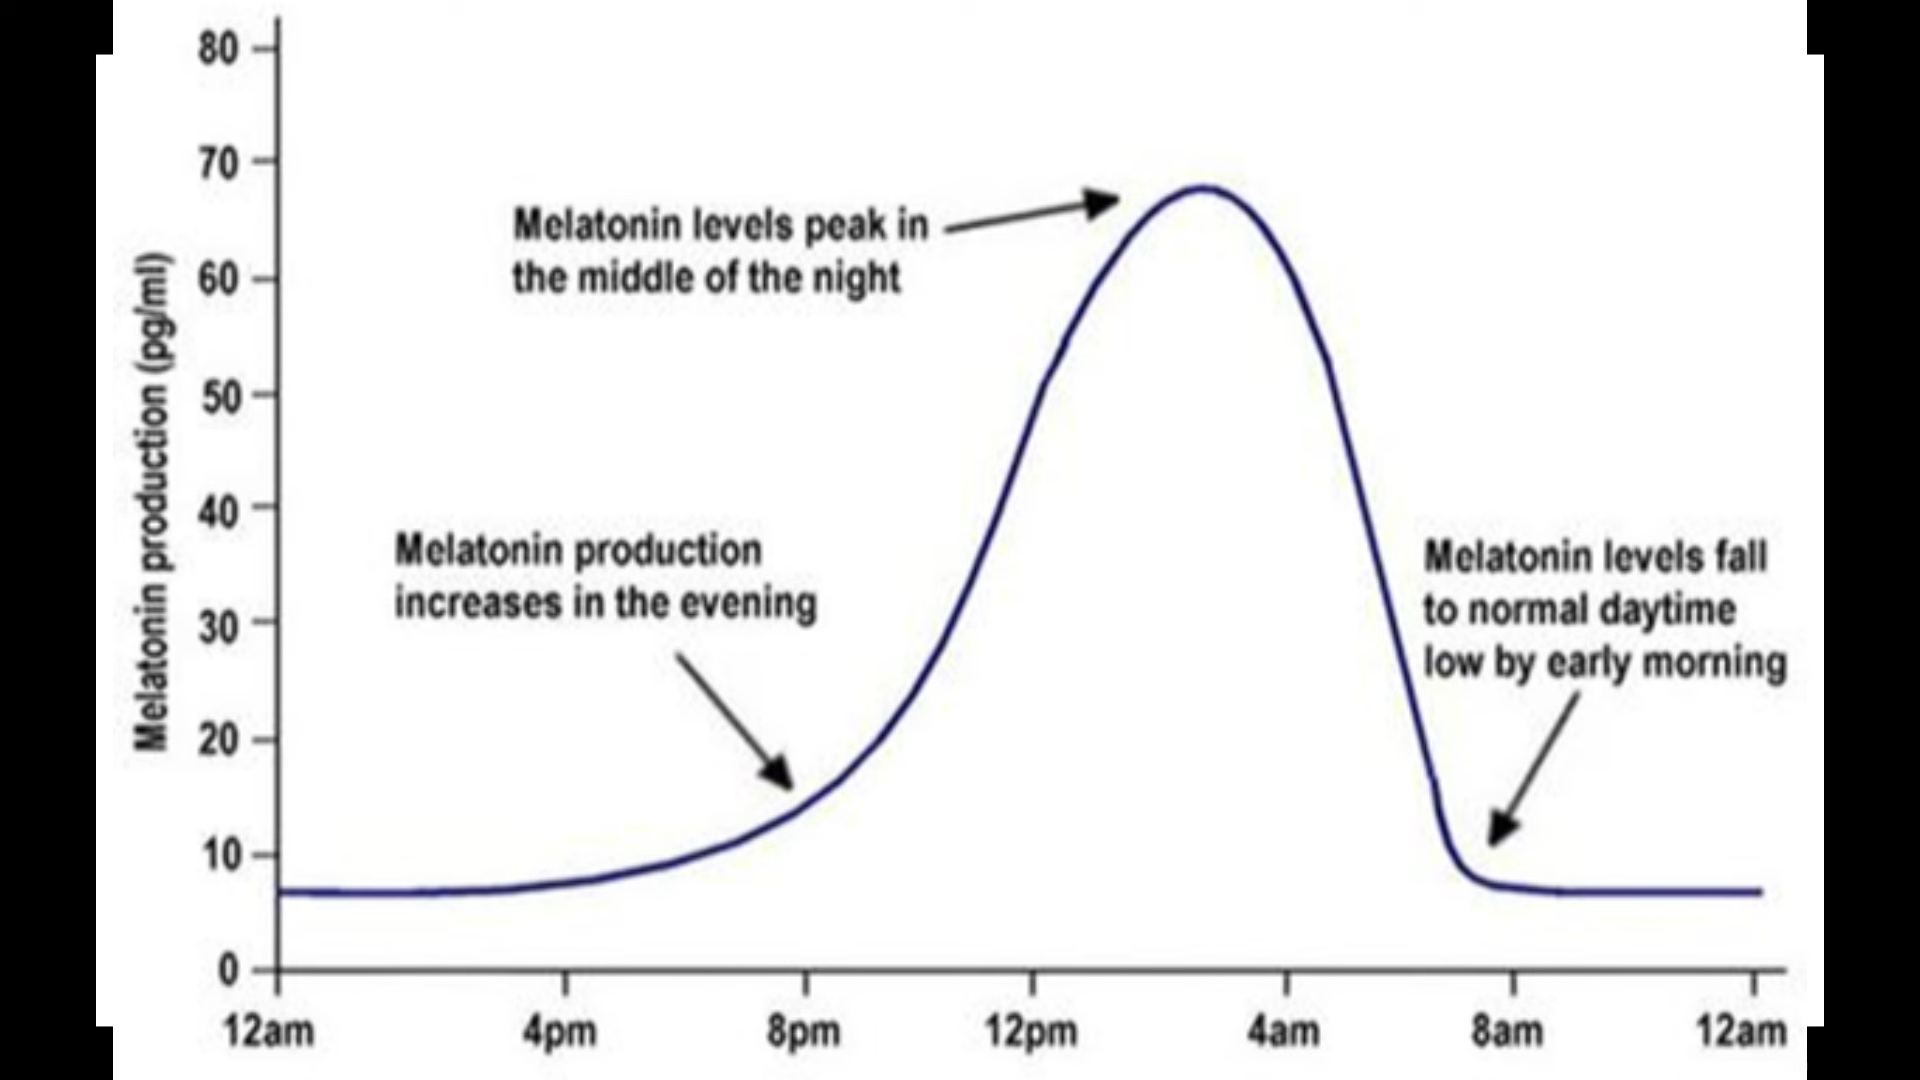 80
70
60
50
40
30
20
10
0
Melatonin production (pg/ml)
Melatonin levels peak in
the middle of the night
Melatonin production
increases in the evening
Melatonin levels fall
to normal daytime
low by early morning
12am 4pm 8pm 12pm 4am 8am 12am